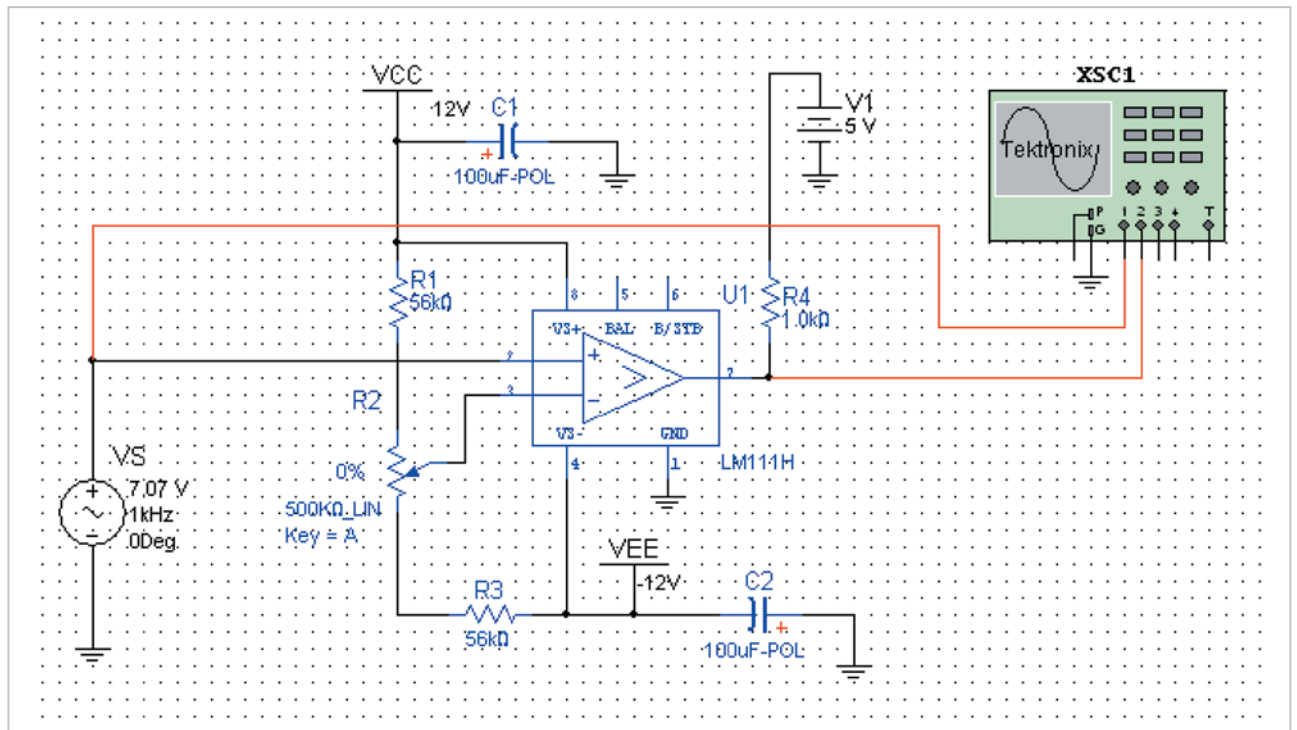 VCC
12V
C1
100uF-POL
V1
5 V
XSC1
Tektronix
P
G
1 2 3 4 T
R1
56kΩ
8
5
6
U1
R4
1.0kΩ
VS+ BAL B/STB
2
+
3
−
7
VS-
GND
4
1
LM111H
R2
0%
500KΩ_LIN
Key = A
VS
7.07 V
1kHz
0Deg
VEE
-12V
R3
56kΩ
C2
100uF-POL